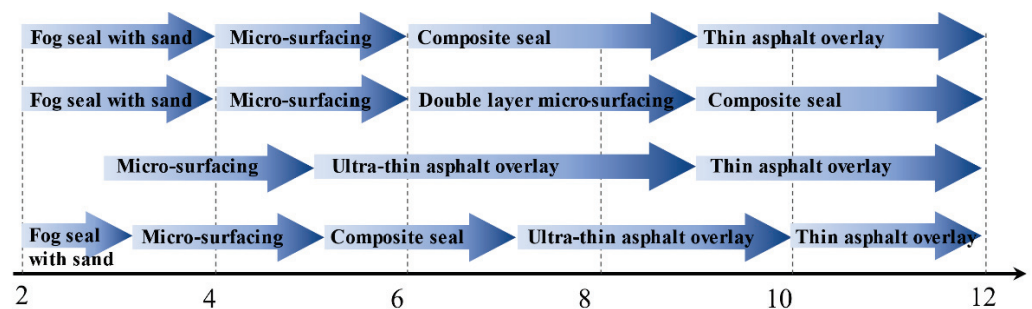 Fog seal with sand Micro-surfacing Composite seal Thin asphalt overlay
Fog seal with sand Micro-surfacing Double layer micro-surfacing Composite seal
Micro-surfacing Ultra-thin asphalt overlay Thin asphalt overlay
Fog seal Micro-surfacing Composite seal Ultra-thin asphalt overlay Thin asphalt overlay
with sand
2 4 6 8 10 12